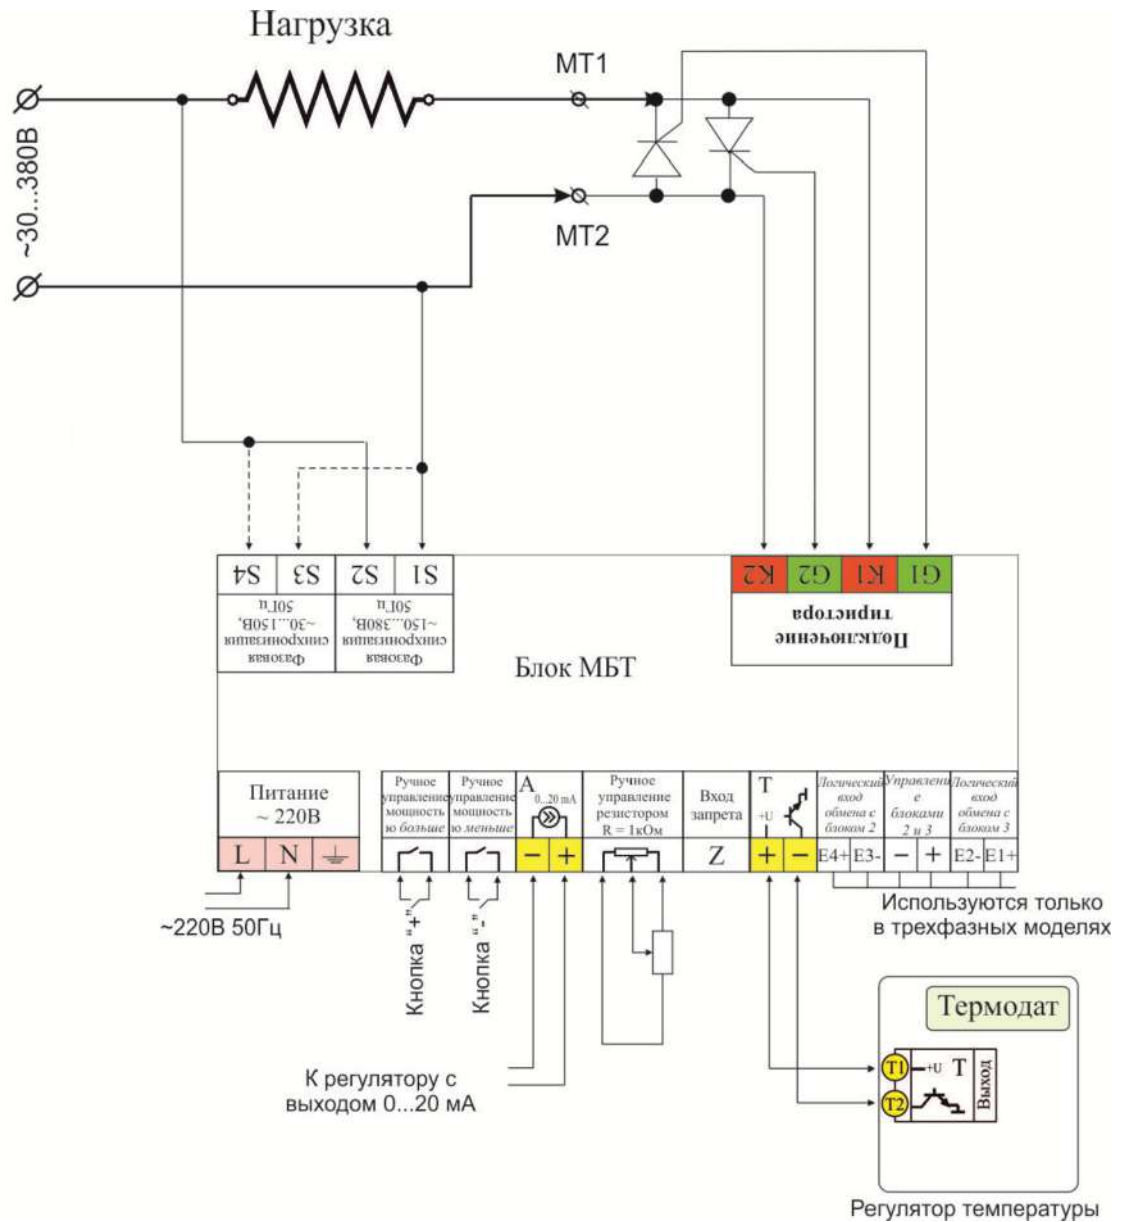 Нагрузка
MT1
~30...380В
MT2
S4 S3 S2 S1
Фазовая
синхронизация
~30...150В,
50Гц
Фазовая
синхронизация
~150...380В,
50Гц
K2 G2 K1 G1
Подключение
тиристора
Блок МБТ
Питание
~ 220В
L N
Ручное
управление
мощность
ю больше
Ручное
управление
мощность
ю меньше
A
0...20 mA
− +
Ручное
управление
резистором
R = 1кОм
Вход
запрета
Z
T
+U
+ −
Логический
вход
обмена с
блоком 2
E4+ E3-
Управлени
е
блоками
2 и 3
− +
Логический
вход
обмена с
блоком 3
E2- E1+
~220В 50Гц
Кнопка “+”
Кнопка “-”
Используются только
в трехфазных моделях
К регулятору с
выходом 0...20 мА
Термодат
T1 +U T
T2
Выход
Регулятор температуры